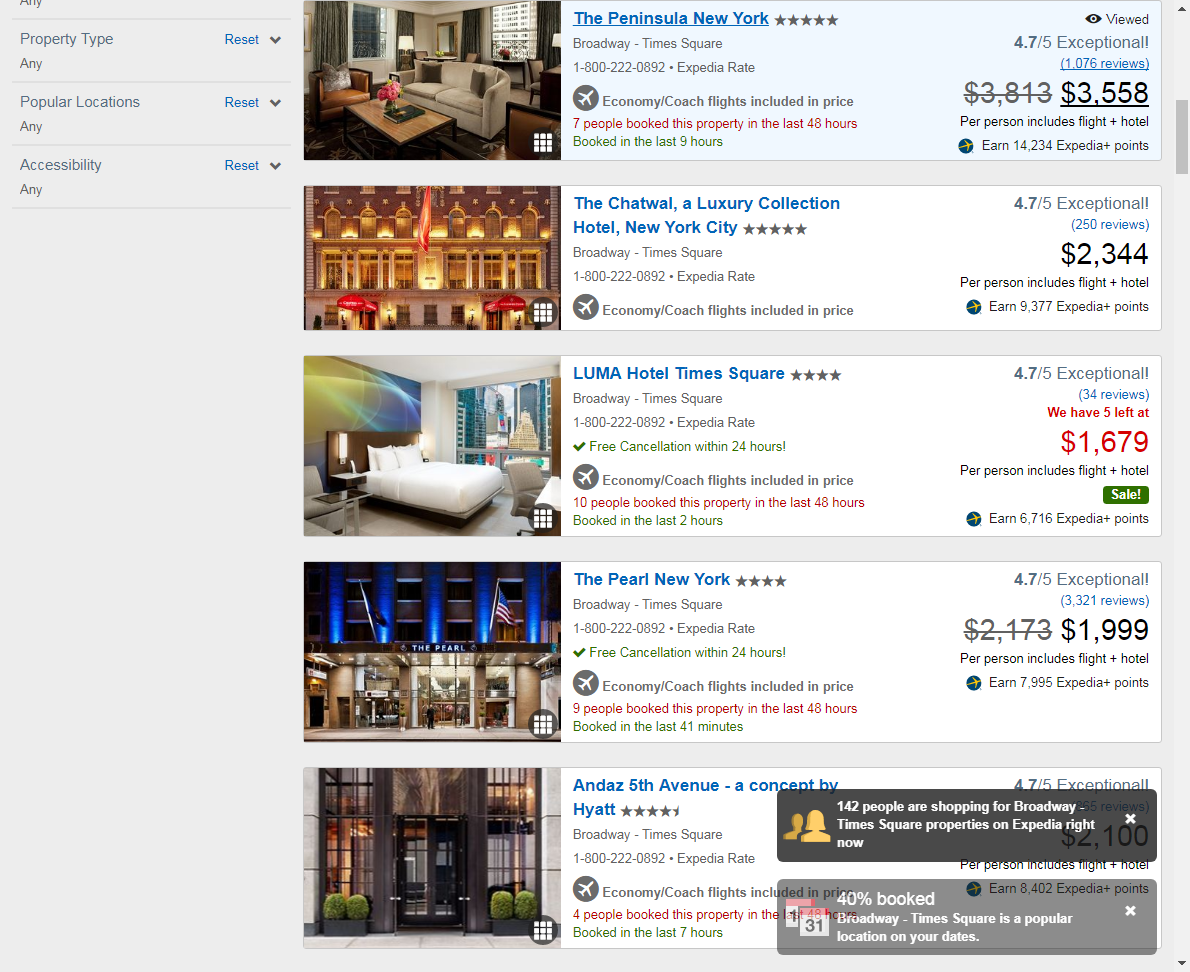 Any
Property Type
Reset
Any
Popular Locations
Reset
Any
Accessibility
Reset
Any
The Peninsula New York
Viewed
Broadway - Times Square
4.7/5 Exceptional!
1-800-222-0892 • Expedia Rate
(1,076 reviews)
$3,813 $3,558
Economy/Coach flights included in price
Per person includes flight + hotel
7 people booked this property in the last 48 hours
Booked in the last 9 hours
Earn 14,234 Expedia+ points
The Chatwal, a Luxury Collection
Hotel, New York City
4.7/5 Exceptional!
(250 reviews)
Broadway - Times Square
$2,344
1-800-222-0892 • Expedia Rate
Per person includes flight + hotel
Economy/Coach flights included in price
Earn 9,377 Expedia+ points
LUMA Hotel Times Square
4.7/5 Exceptional!
Broadway - Times Square
(34 reviews)
We have 5 left at
1-800-222-0892 • Expedia Rate
$1,679
Free Cancellation within 24 hours!
Per person includes flight + hotel
Economy/Coach flights included in price
Sale!
10 people booked this property in the last 48 hours
Booked in the last 2 hours
Earn 6,716 Expedia+ points
THE PEARL
The Pearl New York
4.7/5 Exceptional!
Broadway - Times Square
(3,321 reviews)
1-800-222-0892 • Expedia Rate
$2,173 $1,999
Free Cancellation within 24 hours!
Per person includes flight + hotel
Economy/Coach flights included in price
Earn 7,995 Expedia+ points
9 people booked this property in the last 48 hours
Booked in the last 41 minutes
Andaz 5th Avenue - a concept by
Hyatt
4.7/5 Exceptional!
reviews)
Broadway - Times Square
$2,100
1-800-222-0892 • Expedia Rate
Per person includes flight + hotel
Economy/Coach flights included in price
Earn 8,402 Expedia+ points
4 people booked this property in the last 48 hours
Booked in the last 7 hours
142 people are shopping for Broadway -
Times Square properties on Expedia right
now
31
40% booked
Broadway - Times Square is a popular
location on your dates.